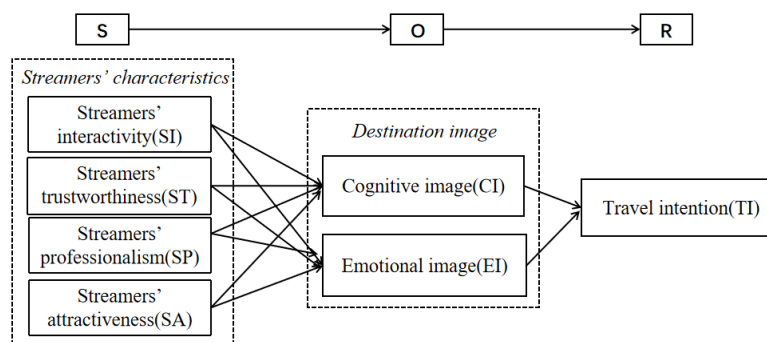 S
O
R
Streamers’ characteristics
Streamers’
interactivity(SI)
Streamers’
trustworthiness(ST)
Streamers’
professionalism(SP)
Streamers’
attractiveness(SA)
Destination image
Cognitive image(CI)
Emotional image(EI)
Travel intention(TI)